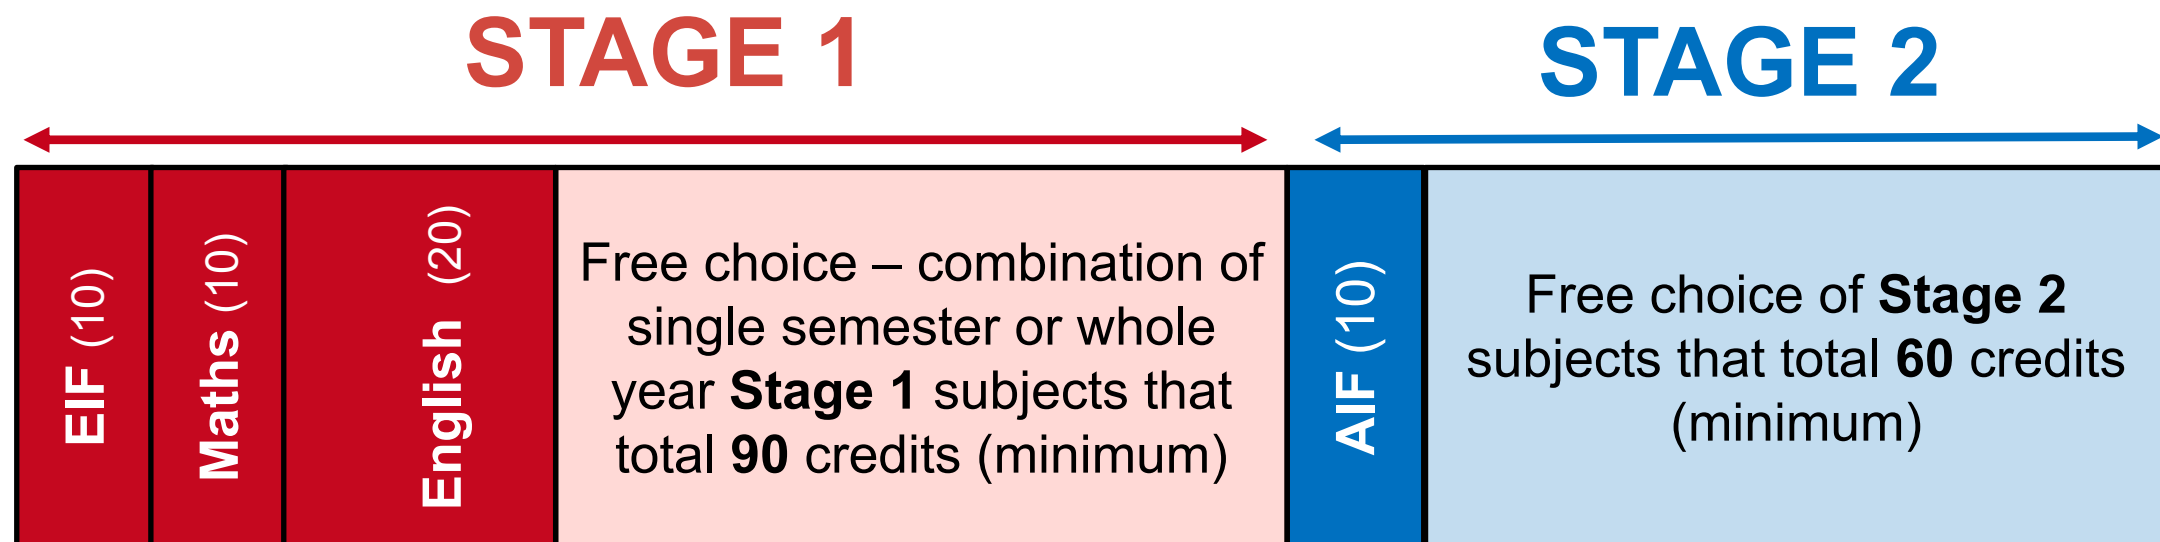 STAGE 1
STAGE 2
EIF (10)
Maths (10)
English (20)
Free choice – combination of
single semester or whole
year Stage 1 subjects that
total 90 credits (minimum)
AIF (10)
Free choice of Stage 2
subjects that total 60 credits
(minimum)